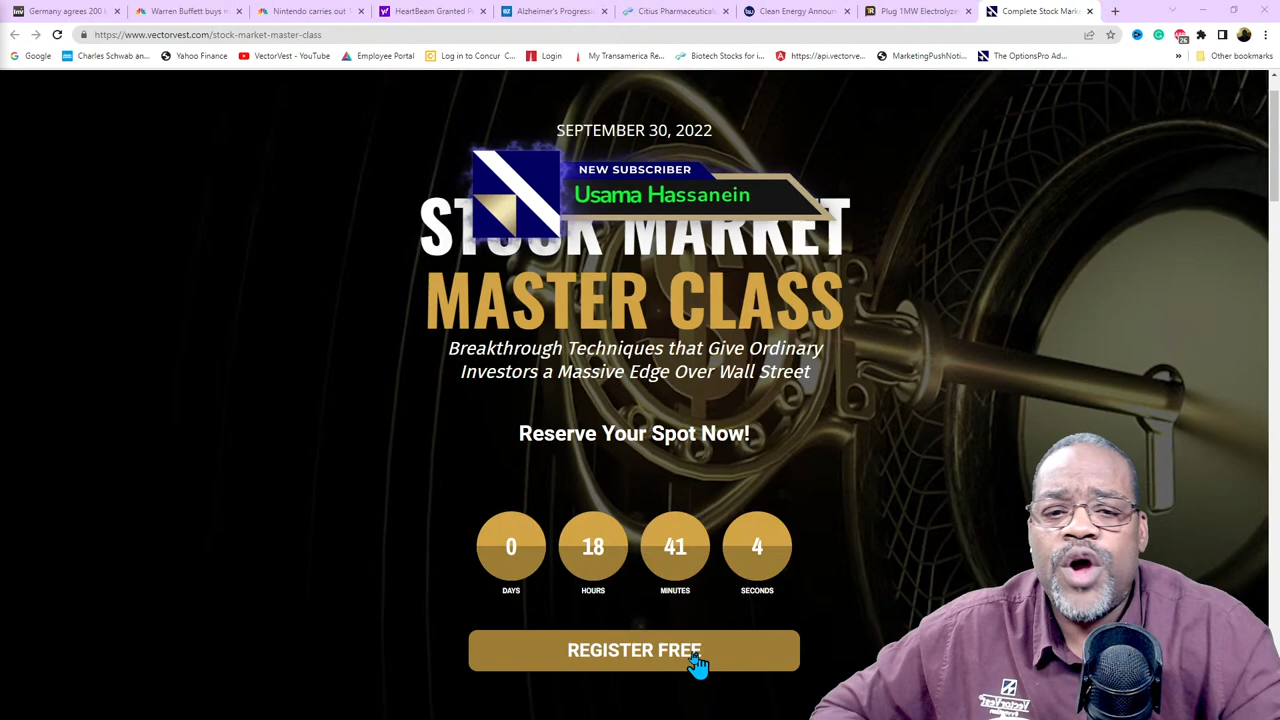 Germany agrees 200
Warren Buffett buys
Nintendo carries out
HeartBeam Granted P
Alzheimer's Progressi
Citius Pharmaceutical
Clean Energy Announ
Plug 1MW Electrolyze
Complete Stock Mark
https://www.vectorvest.com/stock-market-master-class
Google
Charles Schwab an...
Yahoo Finance
VectorVest - YouTube
Employee Portal
Log in to Concur C...
Login
My Transamerica Re...
Biotech Stocks for i...
https://api.vectorve...
MarketingPushNoti...
The OptionsPro Ad...
Other bookmarks
SEPTEMBER 30, 2022
NEW SUBSCRIBER
Usama Hassanein
STOCK MARKET
MASTER CLASS
Breakthrough Techniques that Give Ordinary
Investors a Massive Edge Over Wall Street
Reserve Your Spot Now!
0
18
41
4
DAYS
HOURS
MINUTES
SECONDS
REGISTER FREE